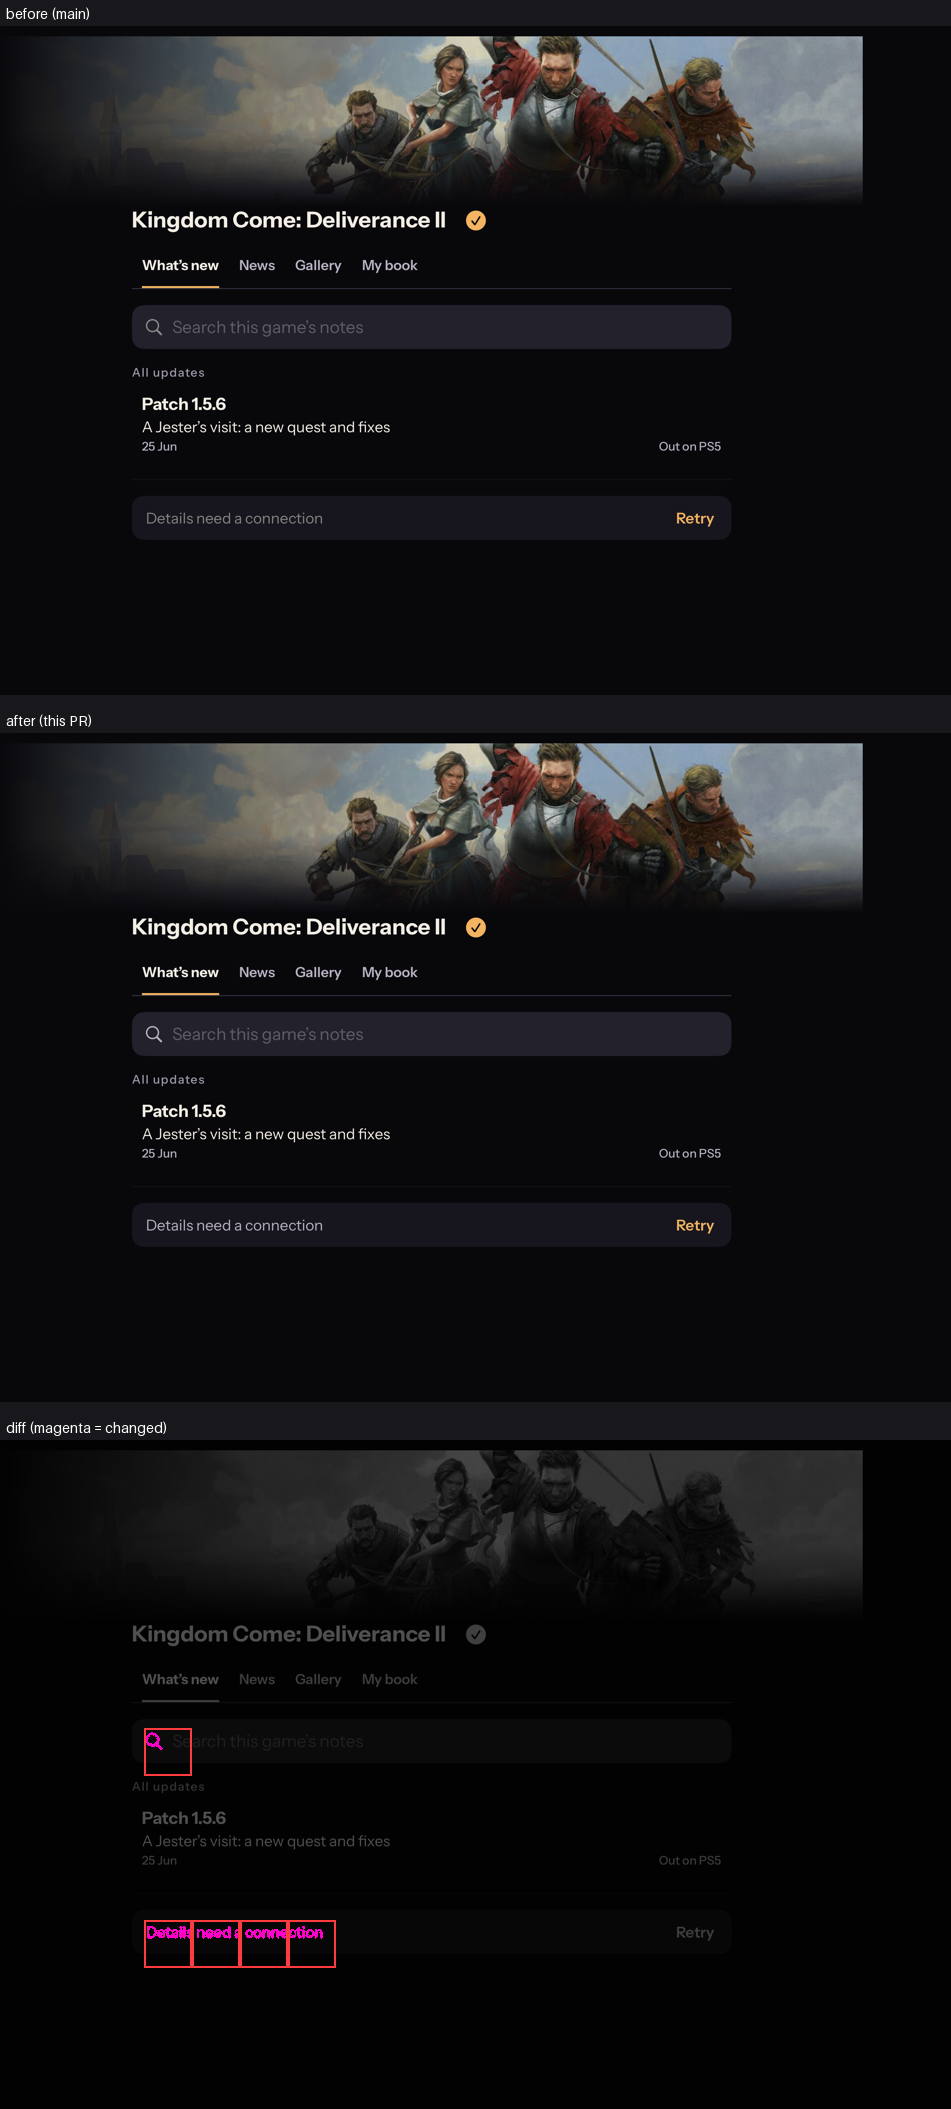 before (main)
Kingdom Come: Deliverance II
What's new News Gallery My book
Search this game's notes
All updates
Patch 1.5.6
A Jester's visit: a new quest and fixes
25 Jun Out on PS5
Details need a connection Retry
after (this PR)
Kingdom Come: Deliverance II
What's new News Gallery My book
Search this game's notes
All updates
Patch 1.5.6
A Jester's visit: a new quest and fixes
25 Jun Out on PS5
Details need a connection Retry
diff (magenta = changed)
Kingdom Come: Deliverance II
What's new News Gallery My book
Search this game's notes
All updates
Patch 1.5.6
A Jester's visit: a new quest and fixes
25 Jun Out on PS5
Details need a connection Retry